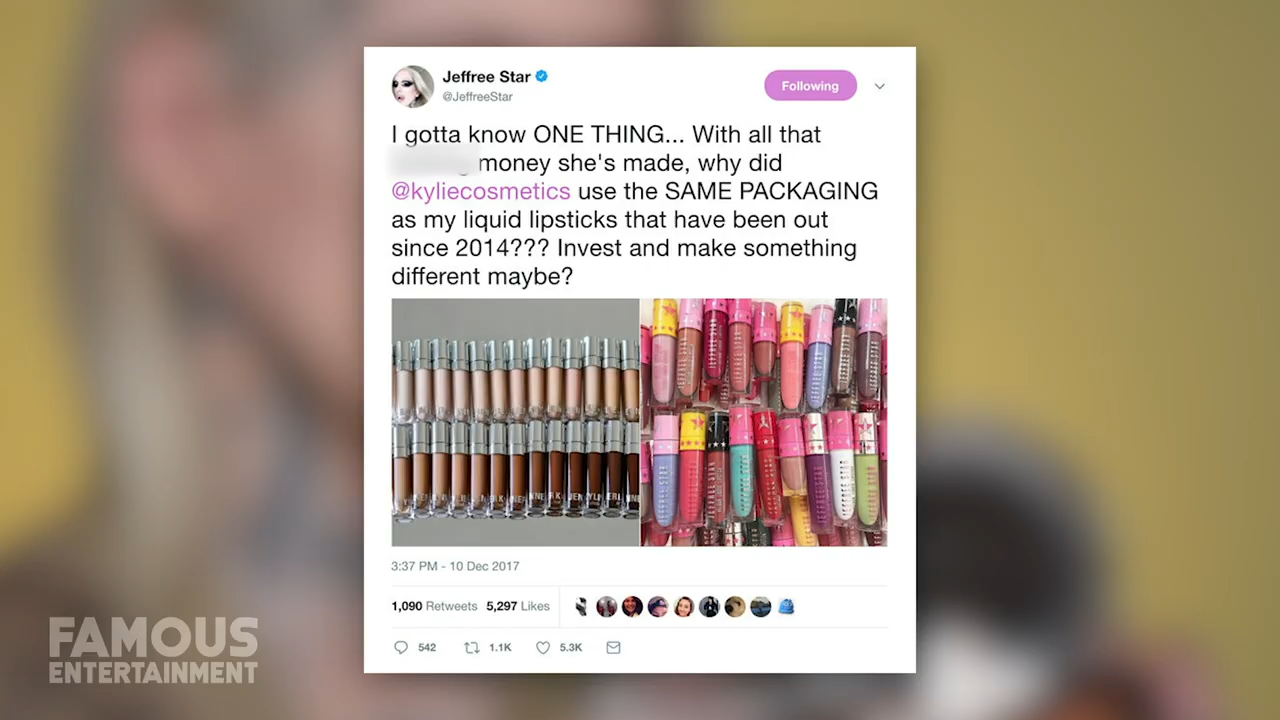 Jeffree Star
@JeffreeStar
Following
I gotta know ONE THING... With all that
money she's made, why did
@kyliecosmetics use the SAME PACKAGING
as my liquid lipsticks that have been out
since 2014??? Invest and make something
different maybe?
3:37 PM - 10 Dec 2017
1,090 Retweets 5,297 Likes
542 1.1K 5.3K
FAMOUS
ENTERTAINMENT